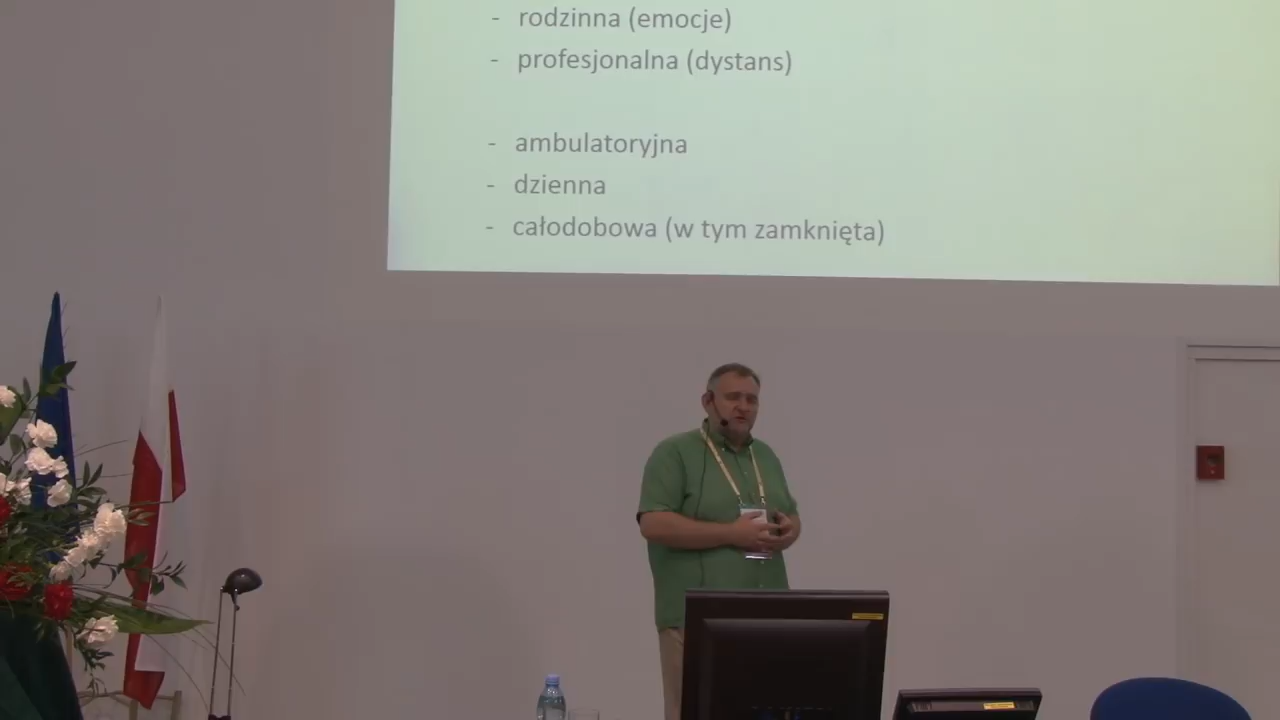 - rodzinna (emocje)
- profesjonalna (dystans)
- ambulatoryjna
- dzienna
- całodobowa (w tym zamknięta)